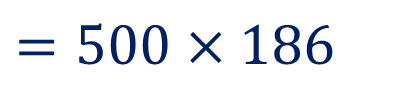 = 500 × 186